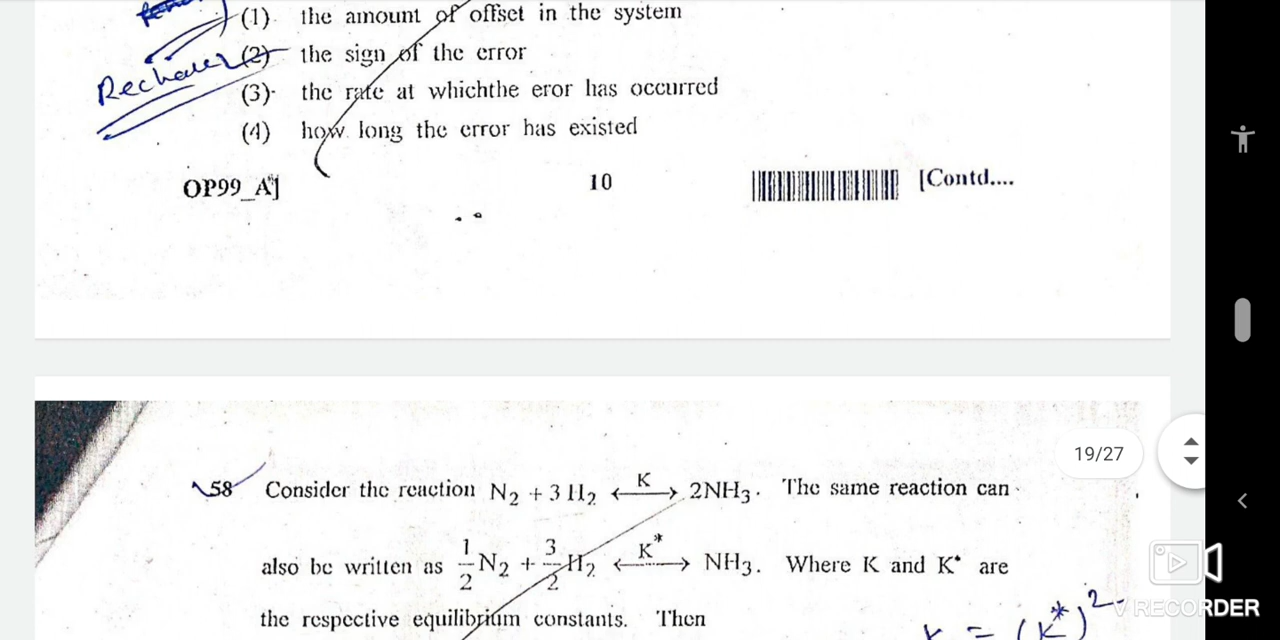 (1) the amount of offset in the system
Rechauer (2) the sign of the error
(3) the rate at whichthe eror has occurred
(4) how long the error has existed
OP99_A] 10 [Contd....
19/27
58 Consider the reaction N₂ + 3 H₂ ⟷ 2NH₃. The same reaction can
K
also be written as 1/2 N₂ + 3/2 H₂ ⟷ NH₃. Where K and K* are
K*
the respective equilibrium constants. Then
K = (K*)²
V RECORDER